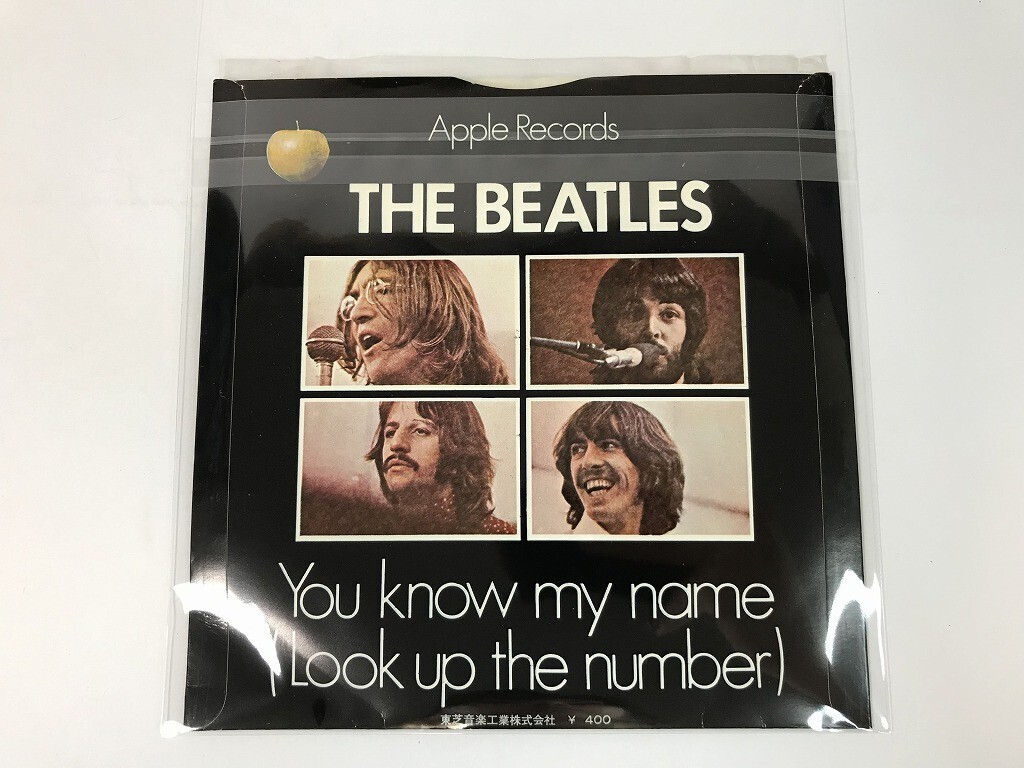 Apple Records
THE BEATLES
You know my name
(Look up the number)
東芝音楽工業株式会社 ¥ 400